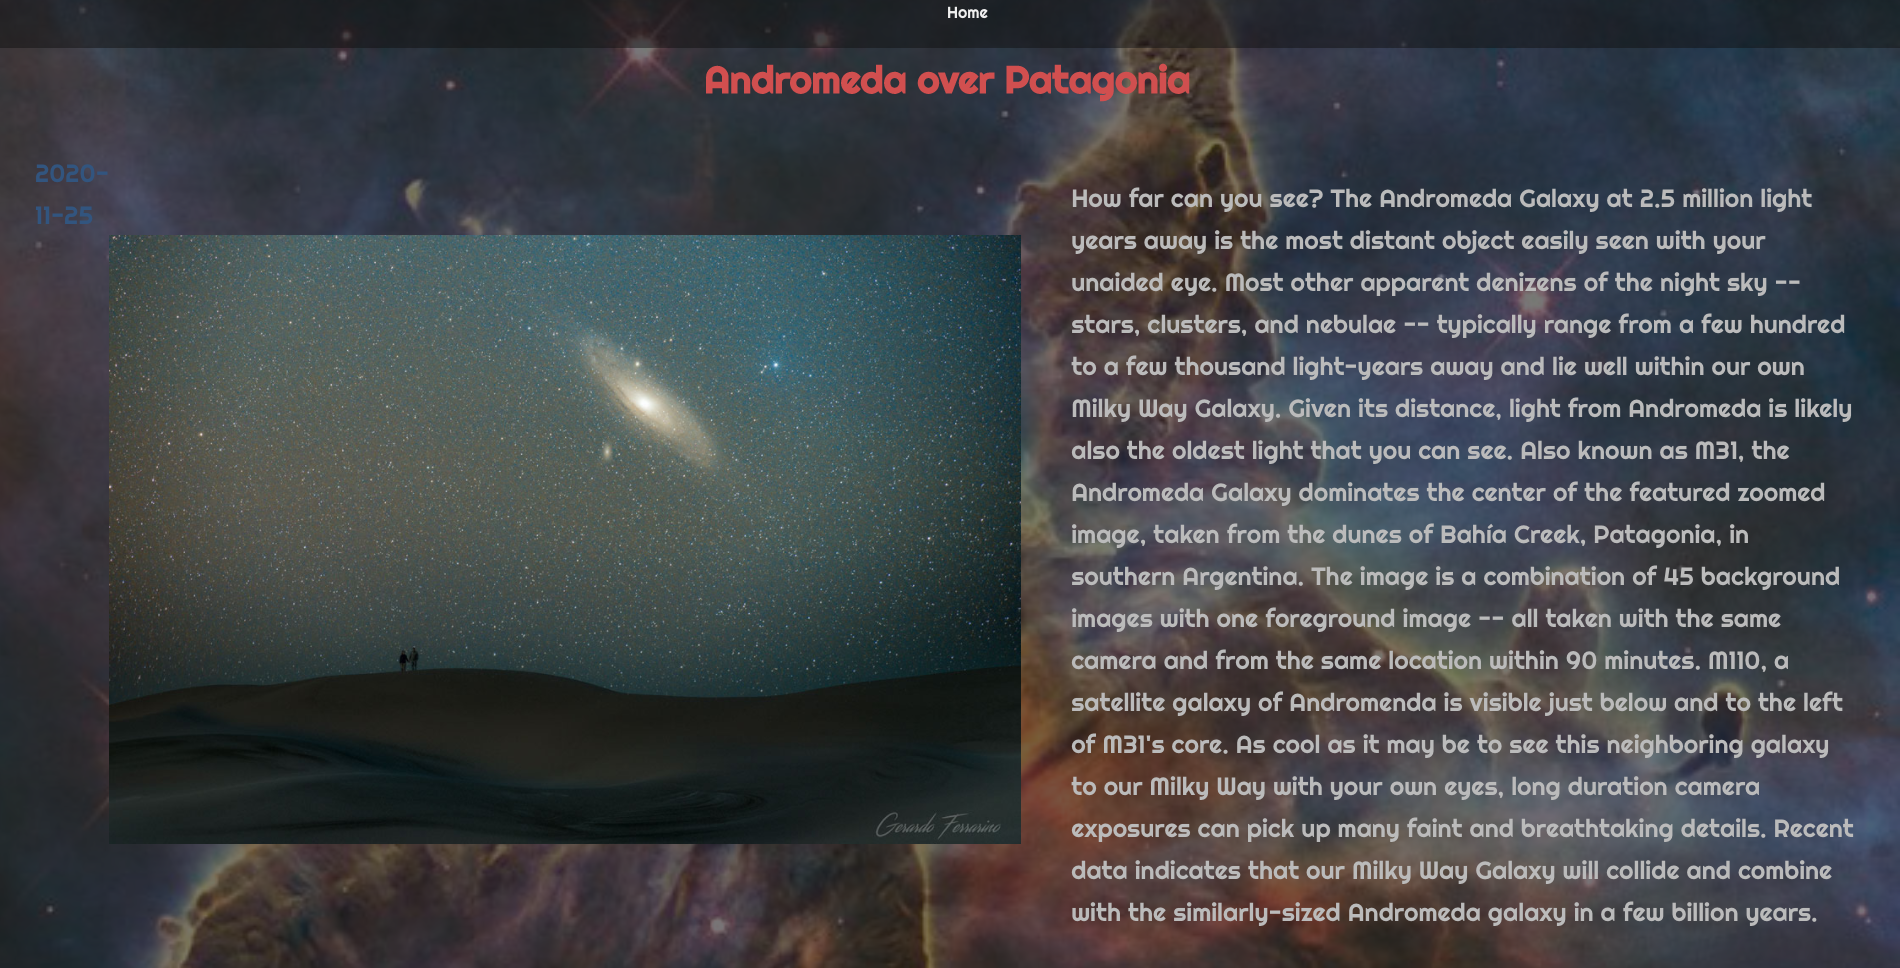 Home
Andromeda over Patagonia
2020-
11-25
Gerardo Ferrarino
How far can you see? The Andromeda Galaxy at 2.5 million light
years away is the most distant object easily seen with your
unaided eye. Most other apparent denizens of the night sky --
stars, clusters, and nebulae -- typically range from a few hundred
to a few thousand light-years away and lie well within our own
Milky Way Galaxy. Given its distance, light from Andromeda is likely
also the oldest light that you can see. Also known as M31, the
Andromeda Galaxy dominates the center of the featured zoomed
image, taken from the dunes of Bahía Creek, Patagonia, in
southern Argentina. The image is a combination of 45 background
images with one foreground image -- all taken with the same
camera and from the same location within 90 minutes. M110, a
satellite galaxy of Andromenda is visible just below and to the left
of M31's core. As cool as it may be to see this neighboring galaxy
to our Milky Way with your own eyes, long duration camera
exposures can pick up many faint and breathtaking details. Recent
data indicates that our Milky Way Galaxy will collide and combine
with the similarly-sized Andromeda galaxy in a few billion years.